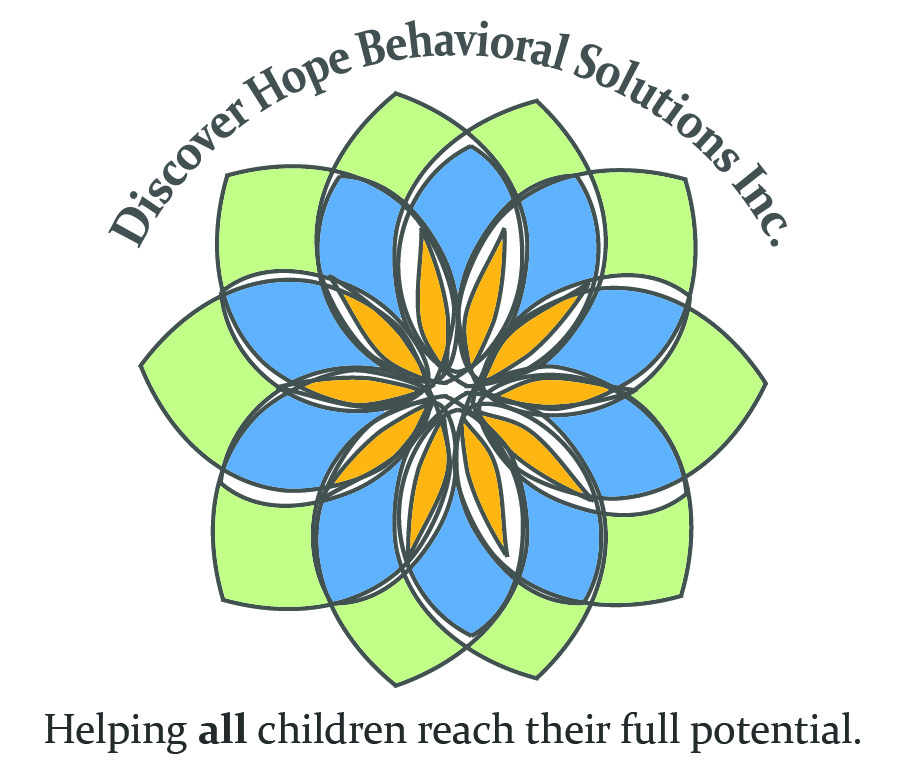 Discover Hope Behavioral Solutions Inc.
Helping all children reach their full potential.